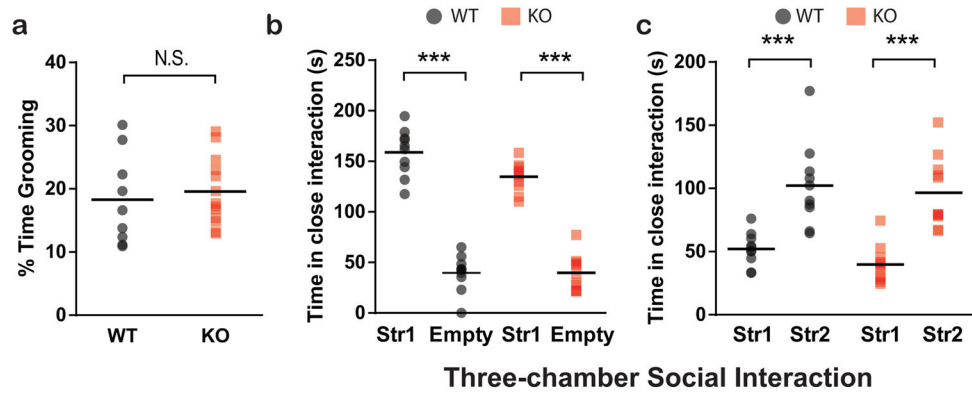 a
N.S.
% Time Grooming
40
30
20
10
0
WT KO
b
WT KO
*** ***
Time in close interaction (s)
250
200
150
100
50
0
Str1 Empty Str1 Empty
c
WT KO
*** ***
Time in close interaction (s)
200
150
100
50
0
Str1 Str2 Str1 Str2
Three-chamber Social Interaction